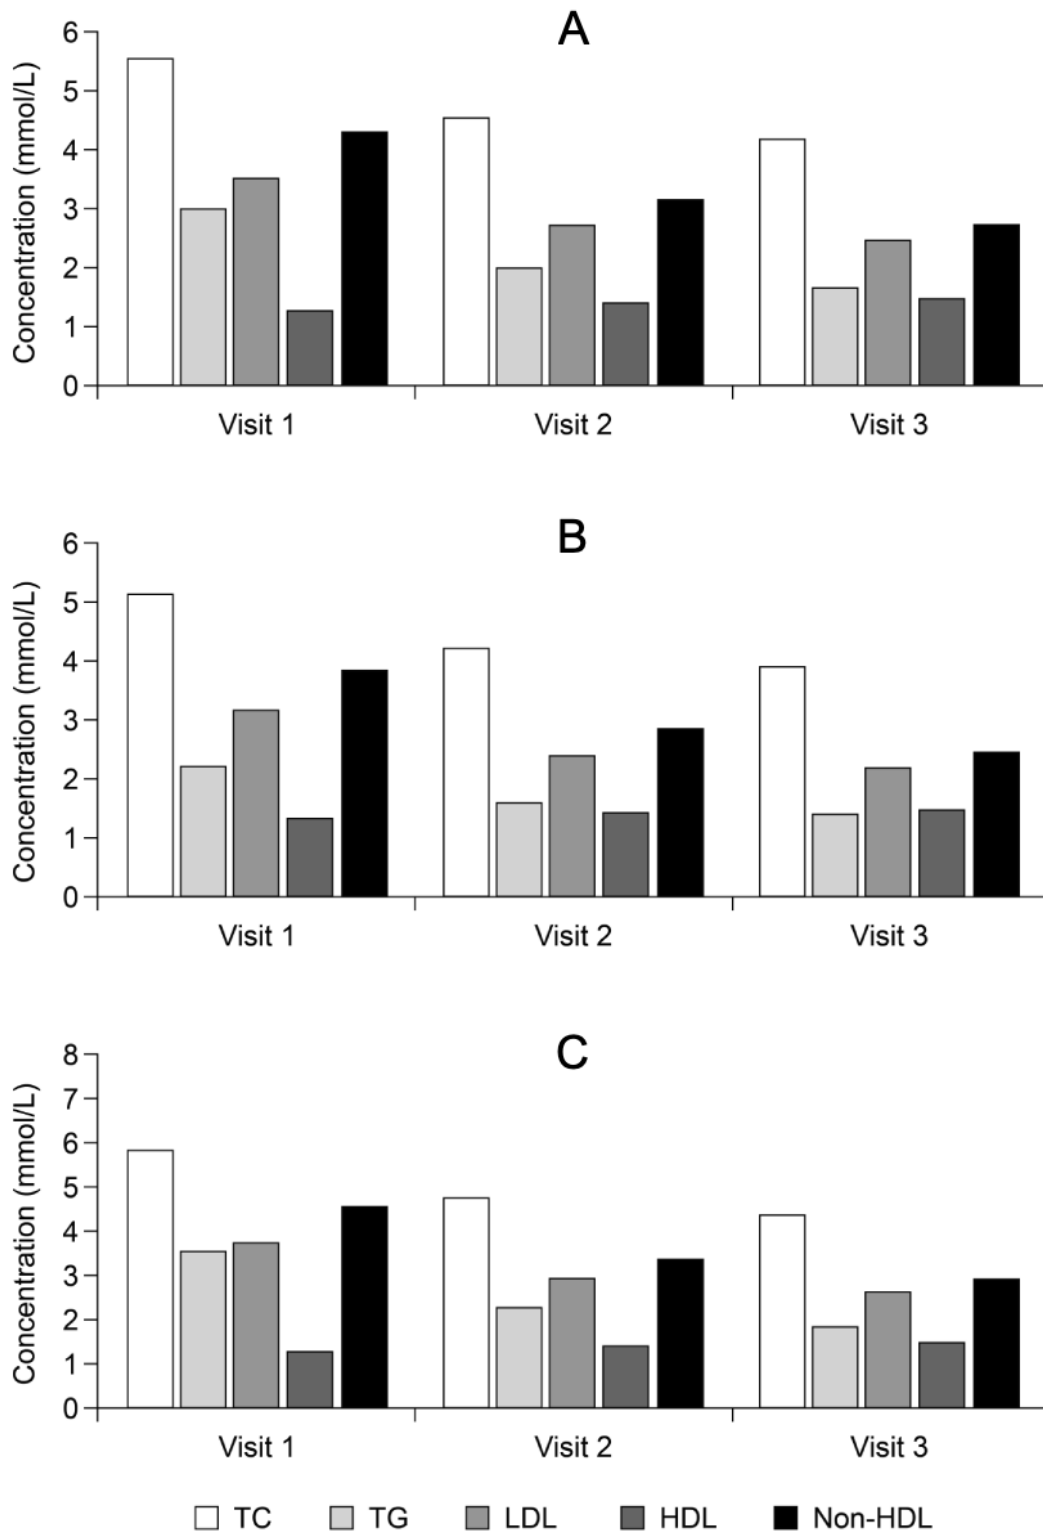 A
Concentration (mmol/L)
6
5
4
3
2
1
0
Visit 1 Visit 2 Visit 3
B
Concentration (mmol/L)
6
5
4
3
2
1
0
Visit 1 Visit 2 Visit 3
C
Concentration (mmol/L)
8
7
6
5
4
3
2
1
0
Visit 1 Visit 2 Visit 3
TC TG LDL HDL Non-HDL